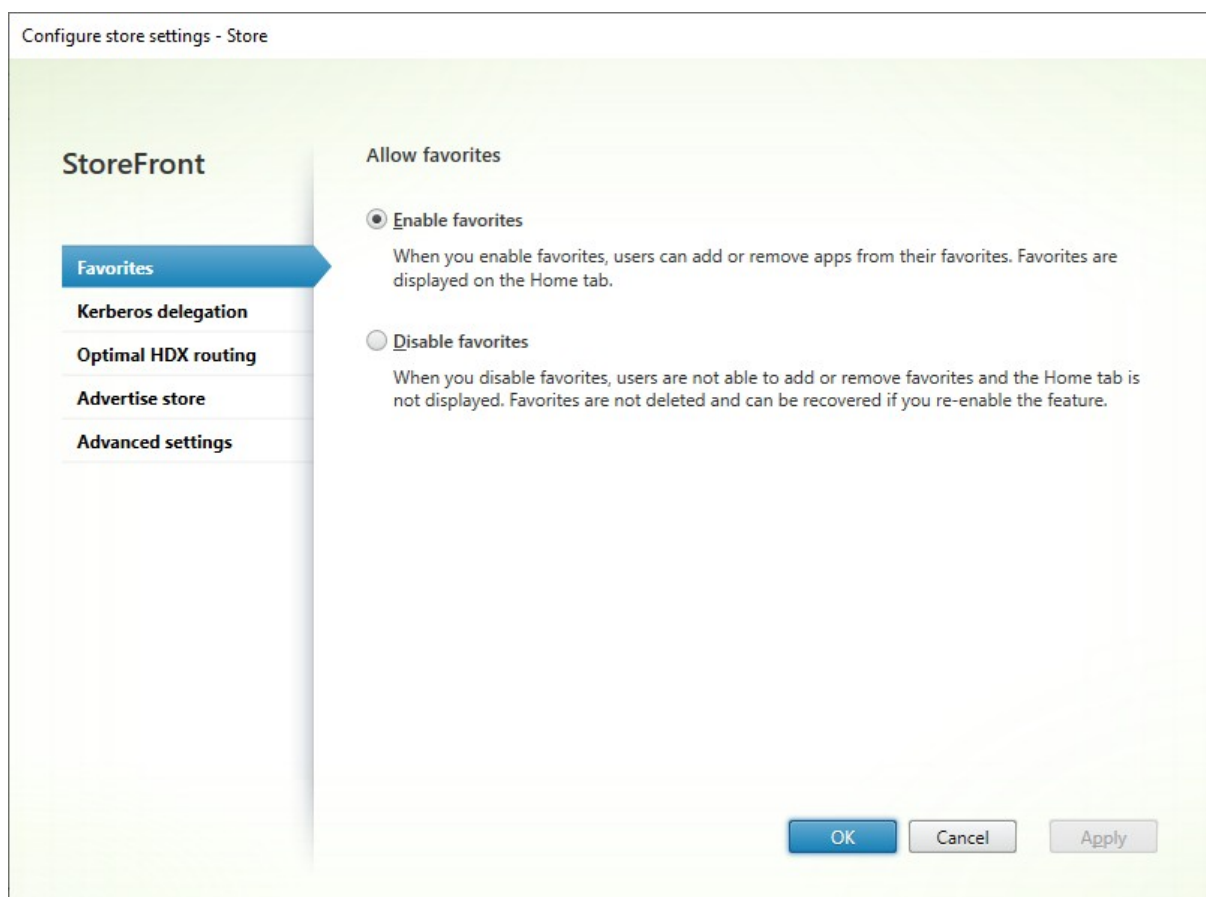 Configure store settings - Store
StoreFront
Favorites
Kerberos delegation
Optimal HDX routing
Advertise store
Advanced settings
Allow favorites
Enable favorites
When you enable favorites, users can add or remove apps from their favorites. Favorites are
displayed on the Home tab.
Disable favorites
When you disable favorites, users are not able to add or remove favorites and the Home tab is
not displayed. Favorites are not deleted and can be recovered if you re-enable the feature.
OK
Cancel
Apply